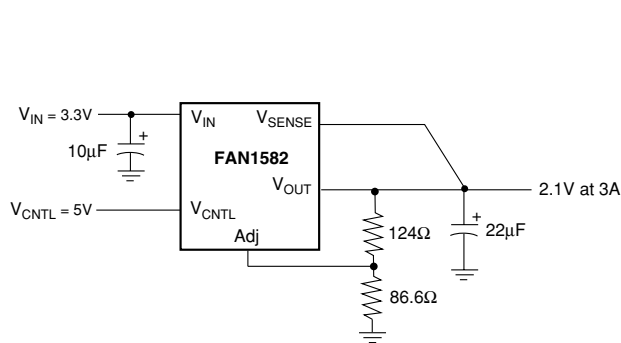 V_IN = 3.3V
10μF
V_CNTL = 5V
V_IN
V_SENSE
FAN1582
V_OUT
V_CNTL
Adj
124Ω
86.6Ω
+
+
22μF
2.1V at 3A